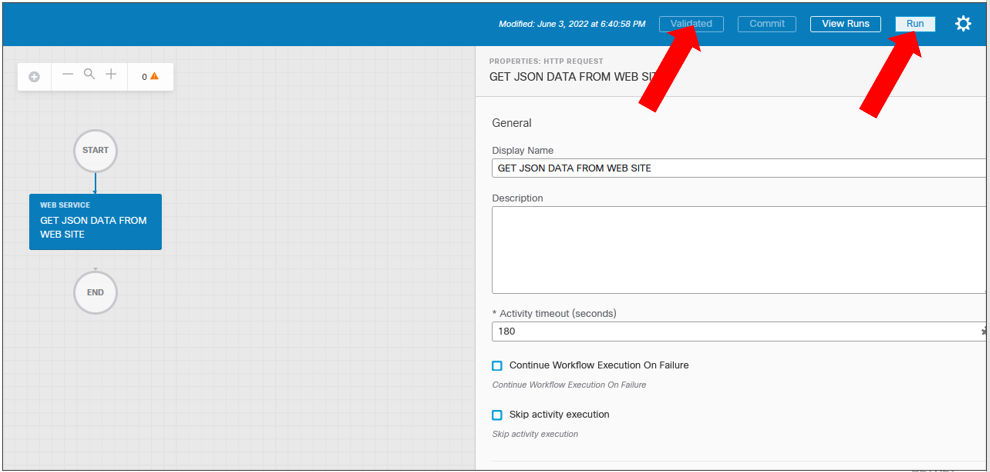 Modified: June 3, 2022 at 6:40:58 PM
Validated
Commit
View Runs
Run
0
PROPERTIES: HTTP REQUEST
GET JSON DATA FROM WEB
START
WEB SERVICE
GET JSON DATA FROM
WEB SITE
END
General
Display Name
GET JSON DATA FROM WEB SITE
Description
* Activity timeout (seconds)
180
Continue Workflow Execution On Failure
Continue Workflow Execution On Failure
Skip activity execution
Skip activity execution